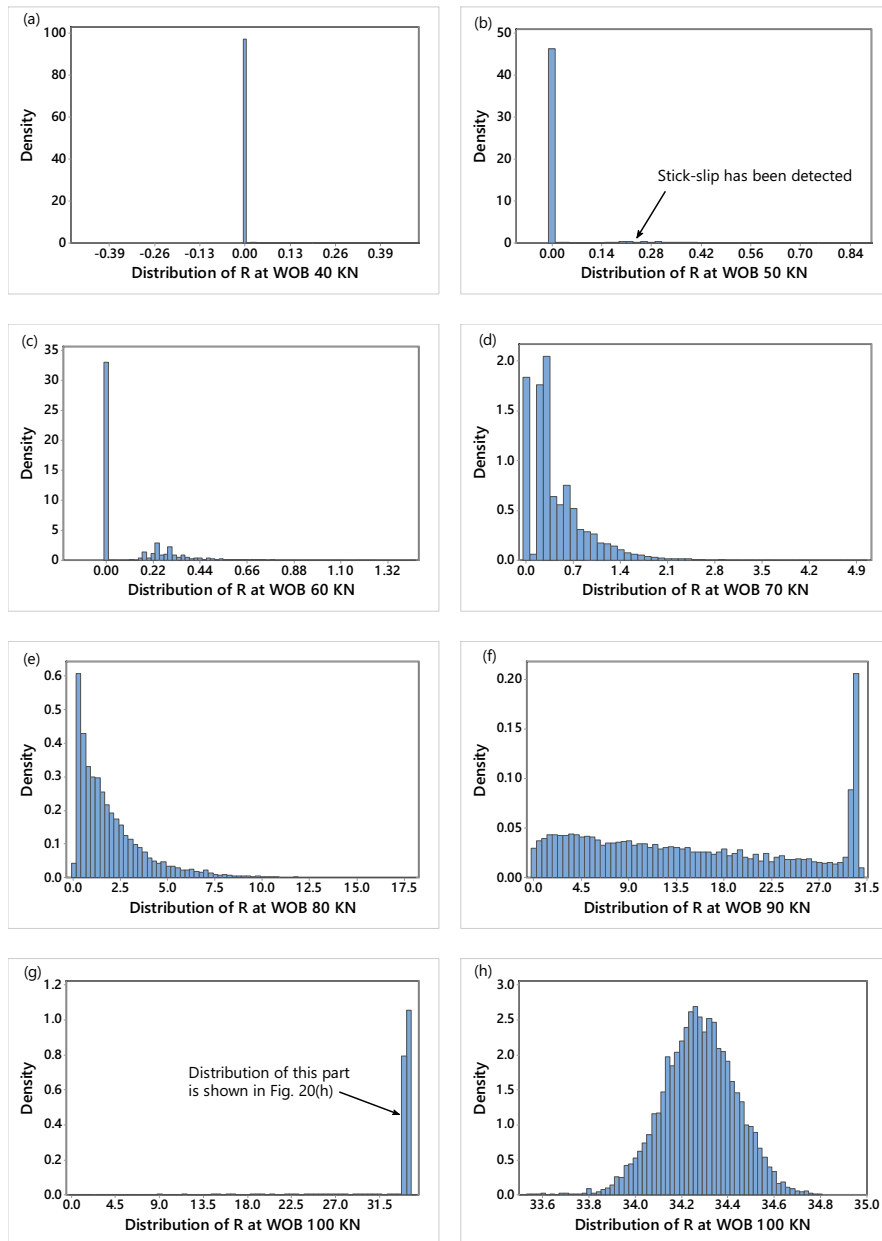 (a)
100
80
60
40
20
0
Density
-0.39 -0.26 -0.13 0.00 0.13 0.26 0.39
Distribution of R at WOB 40 KN
(b)
50
40
30
20
10
0
Density
Stick-slip has been detected
0.00 0.14 0.28 0.42 0.56 0.70 0.84
Distribution of R at WOB 50 KN
(c)
35
30
25
20
15
10
5
0
Density
0.00 0.22 0.44 0.66 0.88 1.10 1.32
Distribution of R at WOB 60 KN
(d)
2.0
1.5
1.0
0.5
0.0
Density
0.0 0.7 1.4 2.1 2.8 3.5 4.2 4.9
Distribution of R at WOB 70 KN
(e)
0.6
0.5
0.4
0.3
0.2
0.1
0.0
Density
0.0 2.5 5.0 7.5 10.0 12.5 15.0 17.5
Distribution of R at WOB 80 KN
(f)
0.20
0.15
0.10
0.05
0.00
Density
0.0 4.5 9.0 13.5 18.0 22.5 27.0 31.5
Distribution of R at WOB 90 KN
(g)
1.2
1.0
0.8
0.6
0.4
0.2
0.0
Density
Distribution of this part
is shown in Fig. 20(h)
0.0 4.5 9.0 13.5 18.0 22.5 27.0 31.5
Distribution of R at WOB 100 KN
(h)
3.0
2.5
2.0
1.5
1.0
0.5
0.0
Density
33.6 33.8 34.0 34.2 34.4 34.6 34.8 35.0
Distribution of R at WOB 100 KN